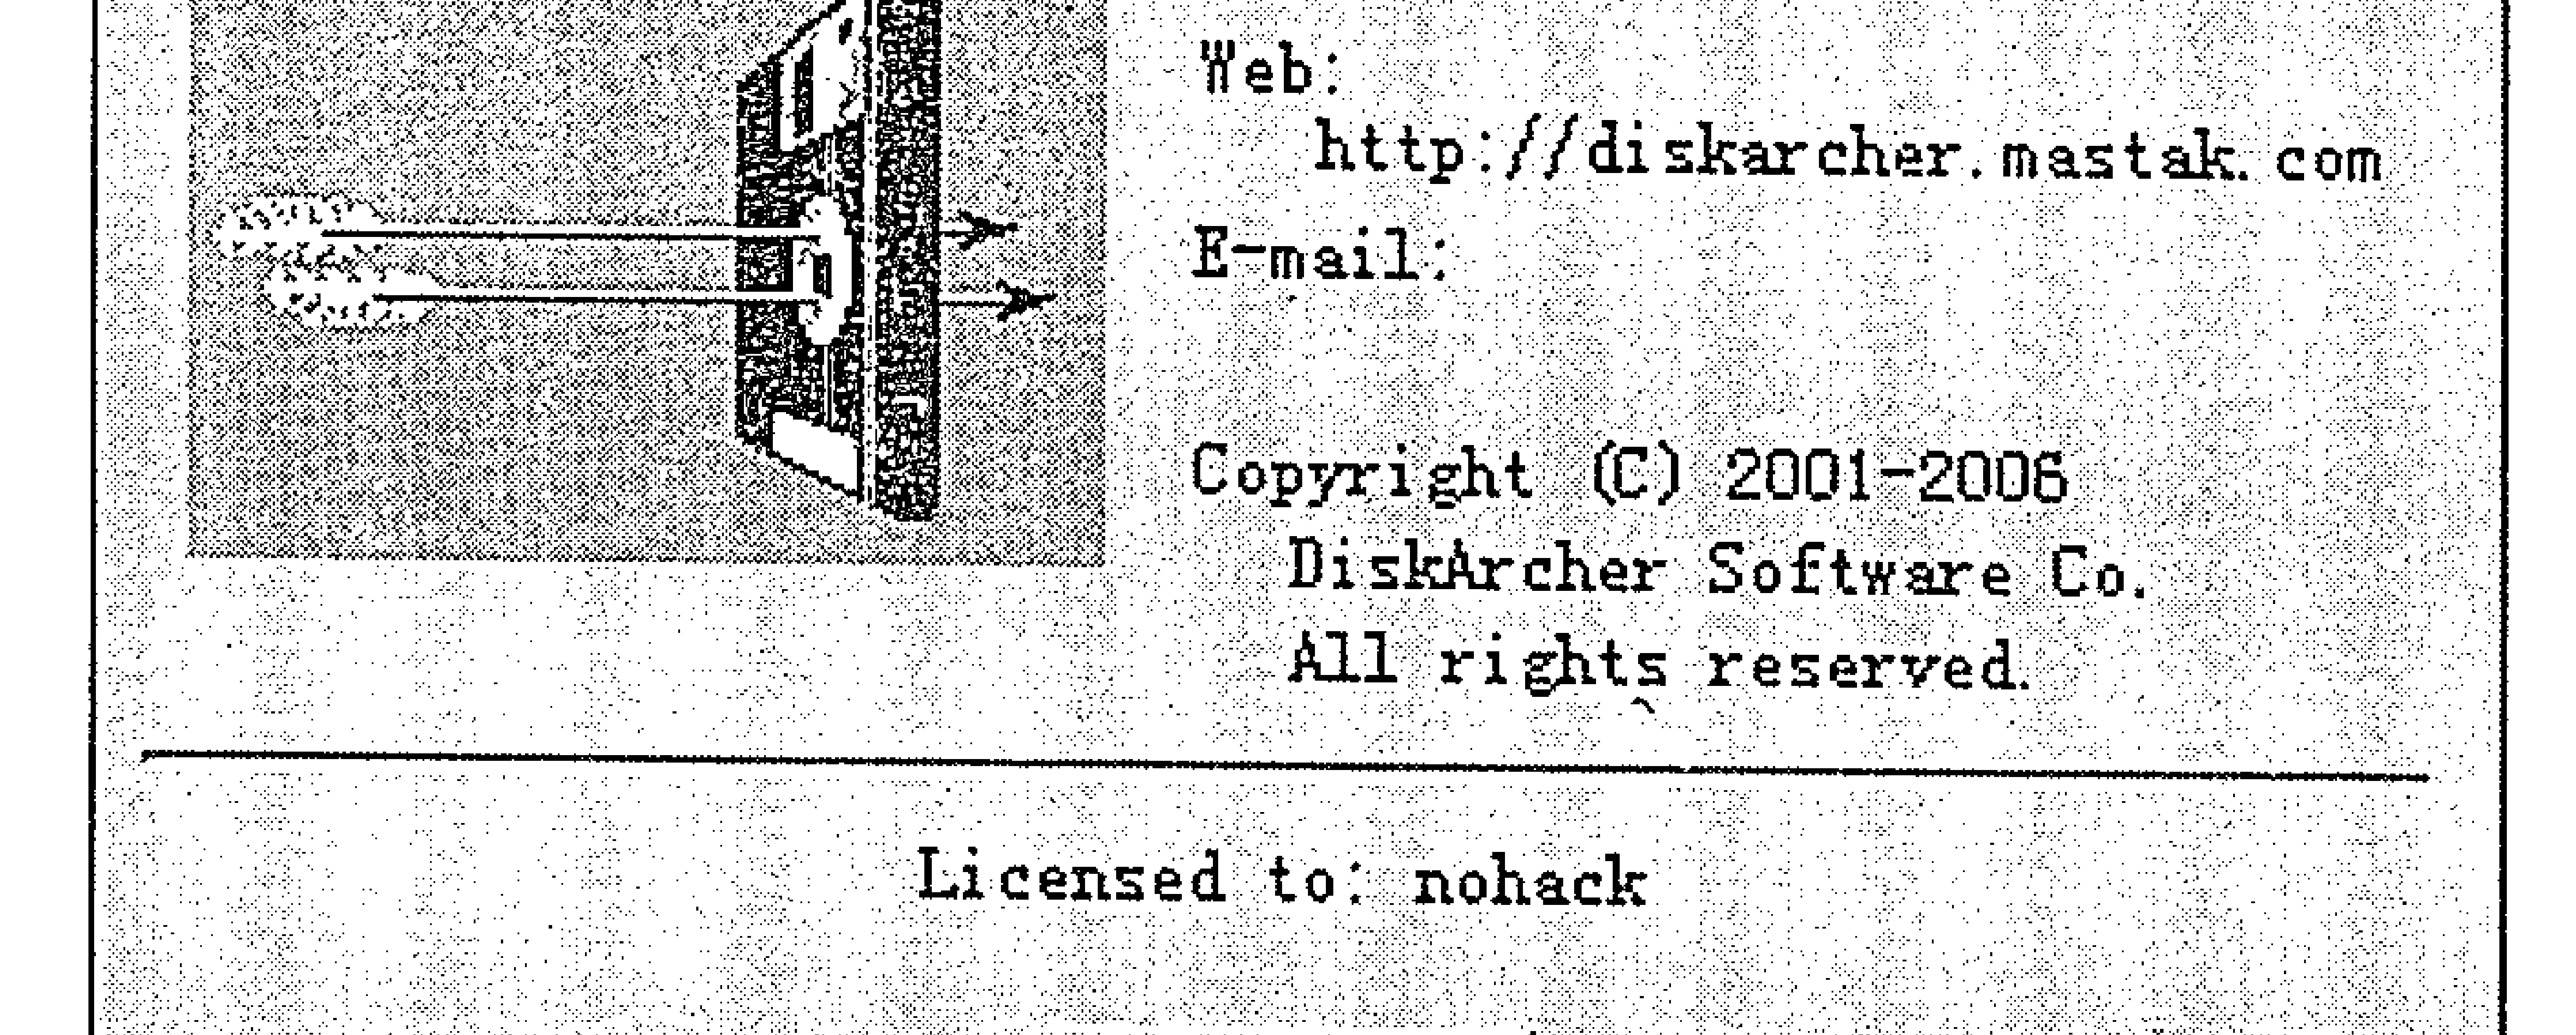 Web:
http://diskarcher.mastak.com
E-mail:
Copyright (C) 2001-2006
DiskArcher Software Co.
All rights reserved.
Licensed to: nohack